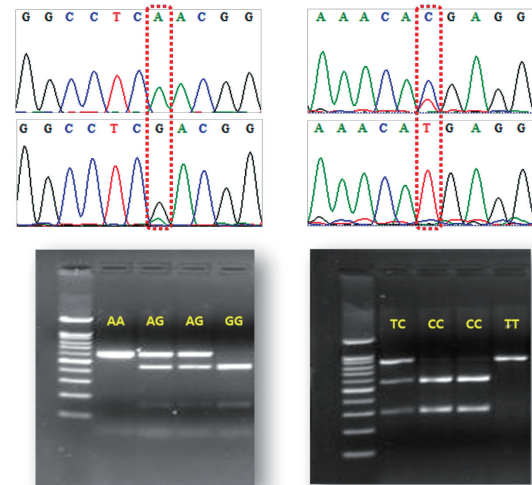 G G C C T C A A C G G
A A A C A C G A G G
G G C C T C G A C G G
A A A C A T G A G G
AA AG AG GG
TC CC CC TT